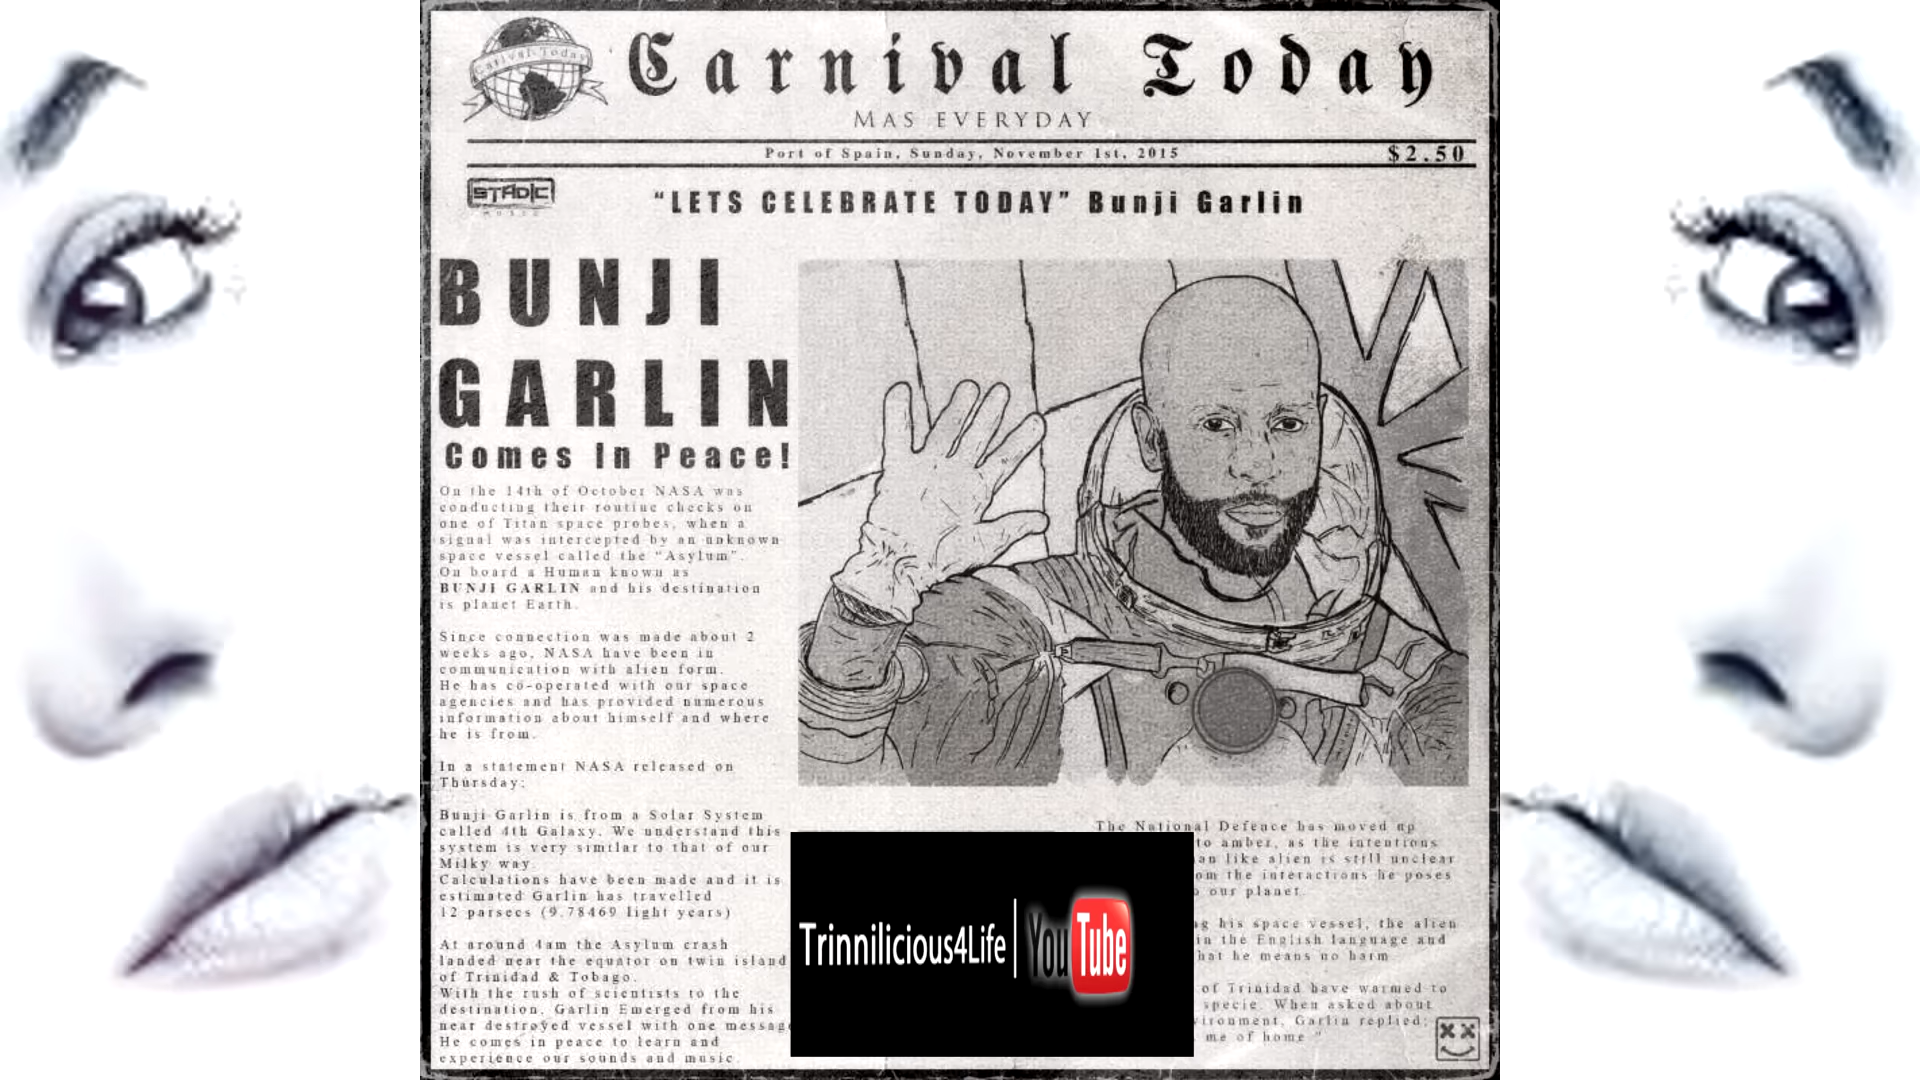 Carnival Today
Carnival Today
MAS EVERYDAY
Port of Spain, Sunday, November 1st, 2015
$2.50
STADIC
MUSIC
“LETS CELEBRATE TODAY” Bunji Garlin
BUNJI
GARLIN
Comes In Peace!
On the 14th of October NASA was
conducting their routine checks on
one of Titan space probes, when a
signal was intercepted by an unknown
space vessel called the “Asylum”.
On board a Human known as
BUNJI GARLIN and his destination
is planet Earth.
Since connection was made about 2
weeks ago, NASA have been in
communication with alien form.
He has co-operated with our space
agencies and has provided numerous
information about himself and where
he is from.
In a statement NASA released on
Thursday;
Bunji Garlin is from a Solar System
called 4th Galaxy. We understand this
system is very similar to that of our
Milky way.
Calculations have been made and it is
estimated Garlin has travelled
12 parsecs (9.78469 light years)
At around 4am the Asylum crash
landed near the equator on twin island
of Trinidad & Tobago.
With the rush of scientists to the
destination, Garlin Emerged from his
near destroyed vessel with one message
He comes in peace to learn and
experience our sounds and music.
The National Defence has moved up
to amber, as the intentions
an like alien is still unclear
om the interactions he poses
our planet.
ng his space vessel, the alien
in the English language and
hat he means no harm
of Trinidad have warmed to
specie. When asked about
vironment, Garlin replied;
me of home ”
Trinnilicious4Life | YouTube